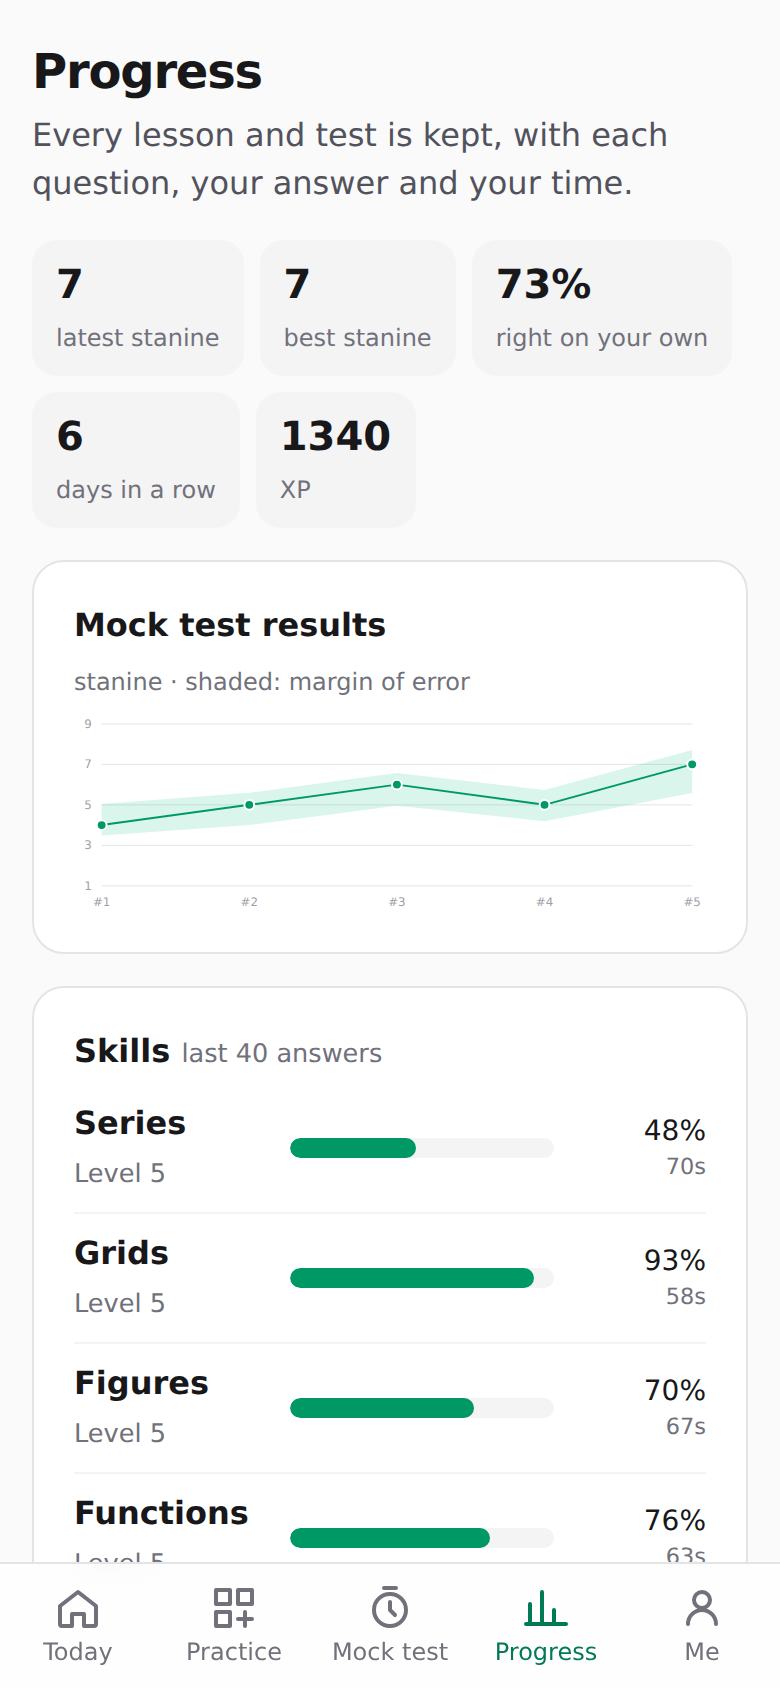 Progress
Every lesson and test is kept, with each
question, your answer and your time.
7
latest stanine
7
best stanine
73%
right on your own
6
days in a row
1340
XP
Mock test results
stanine · shaded: margin of error
9
7
5
3
1
#1 #2 #3 #4 #5
Skills last 40 answers
Series
Level 5
48%
70s
Grids
Level 5
93%
58s
Figures
Level 5
70%
67s
Functions
Level 5
76%
63s
Today Practice Mock test Progress Me